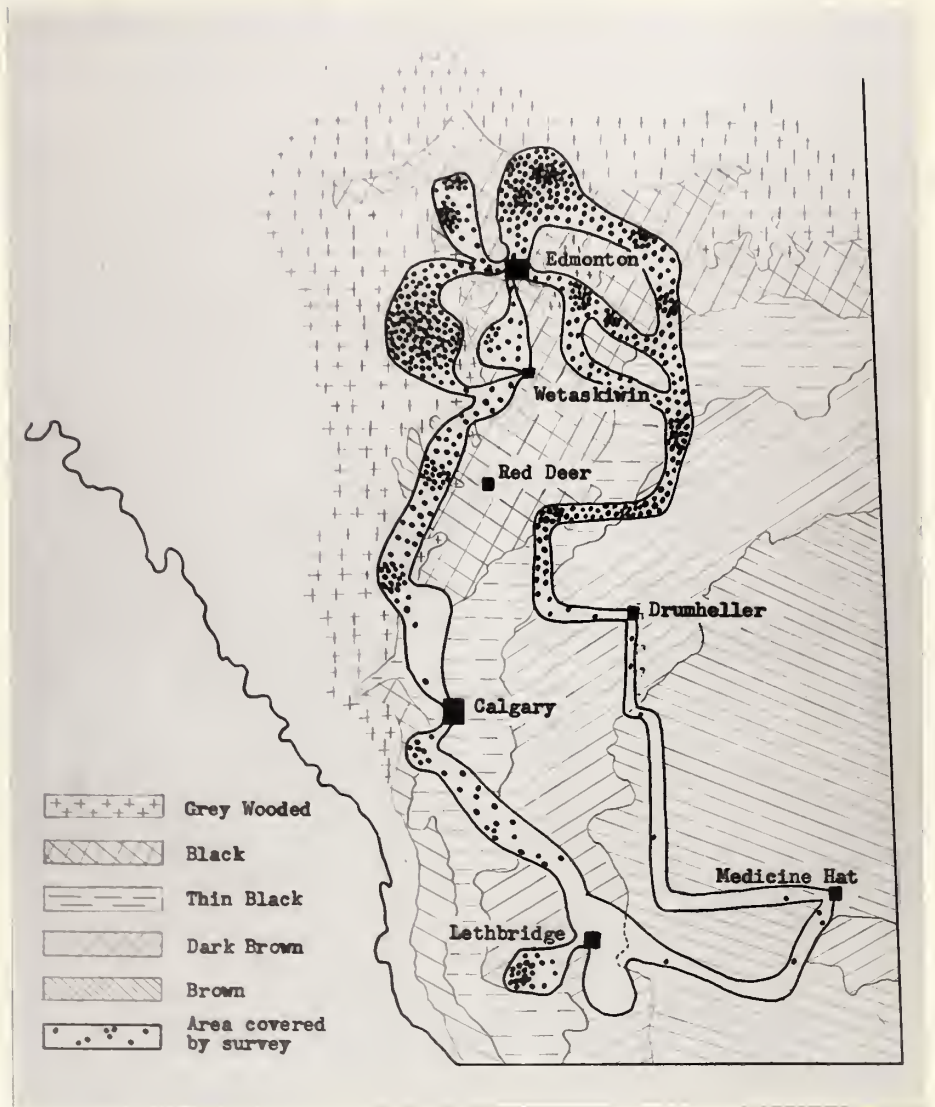 Edmonton
Wetaskiwin
Red Deer
Drumheller
Calgary
Medicine Hat
Lethbridge
Grey Wooded
Black
Thin Black
Dark Brown
Brown
Area covered
by survey